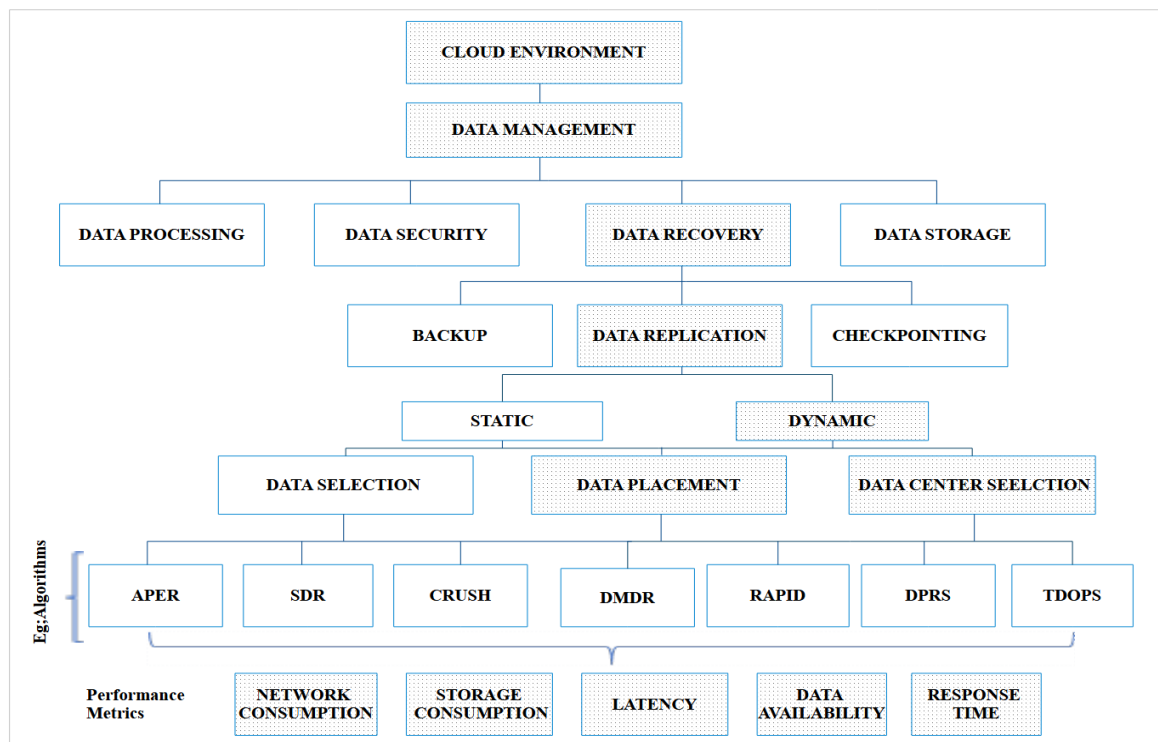 CLOUD ENVIRONMENT
DATA MANAGEMENT
DATA PROCESSING
DATA SECURITY
DATA RECOVERY
DATA STORAGE
BACKUP
DATA REPLICATION
CHECKPOINTING
STATIC
DYNAMIC
DATA SELECTION
DATA PLACEMENT
DATA CENTER SEELCTION
Eg;Algorithms
APER
SDR
CRUSH
DMDR
RAPID
DPRS
TDOPS
Performance
Metrics
NETWORK
CONSUMPTION
STORAGE
CONSUMPTION
LATENCY
DATA
AVAILABILITY
RESPONSE
TIME